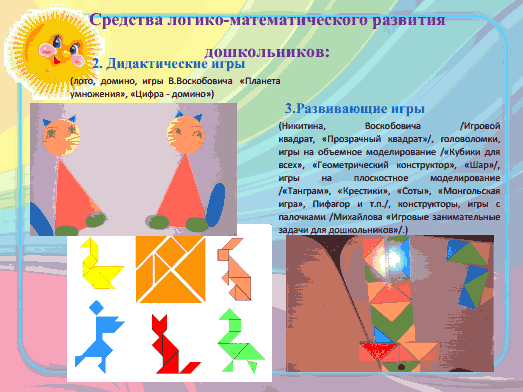 Средства логико-математического развития
дошкольников:
2. Дидактические игры
(лото, домино, игры В.Воскобовича «Планета
умножения», «Цифра - домино»)
3.Развивающие игры
(Никитина, Воскобовича /Игровой
квадрат, «Прозрачный квадрат»/, головоломки,
игры на объемное моделирование /«Кубики для
всех», «Геометрический конструктор», «Шар»/,
игры на плоскостное моделирование
/«Танграм», «Крестики», «Соты», «Монгольская
игра», Пифагор и т.п./, конструкторы, игры с
палочками /Михайлова «Игровые занимательные
задачи для дошкольников»/.)